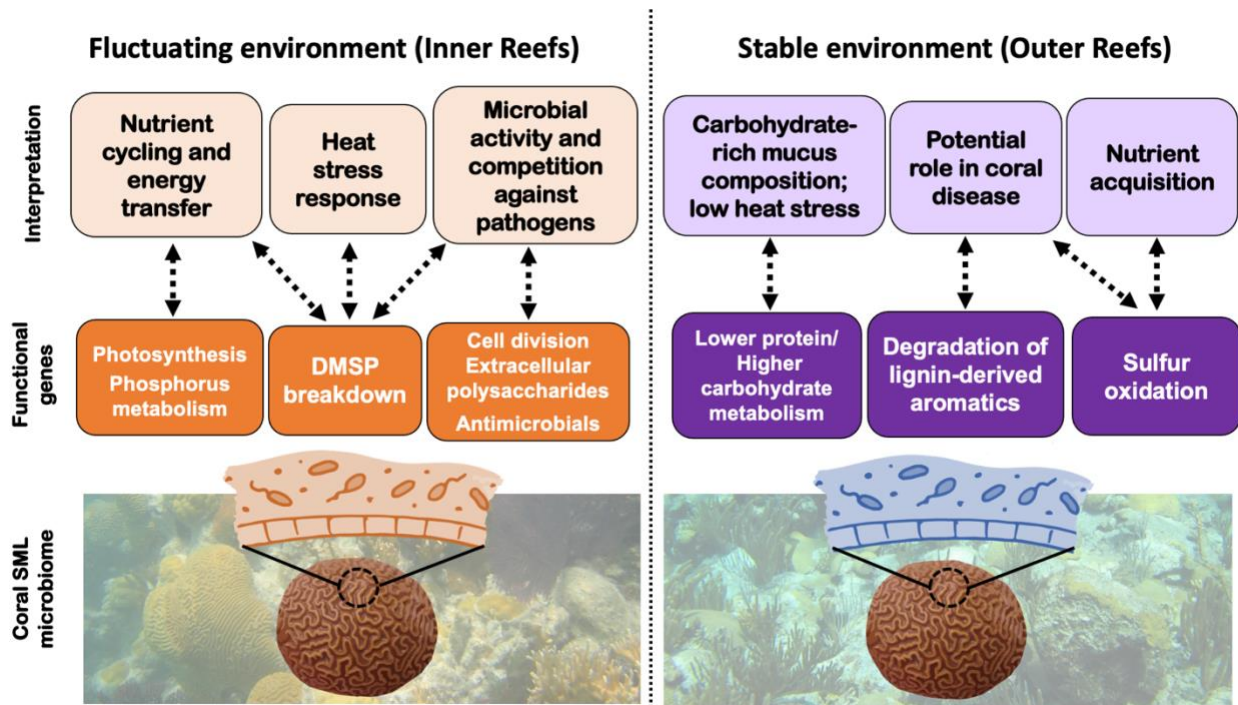 Fluctuating environment (Inner Reefs)
Stable environment (Outer Reefs)
Interpretation
Nutrient
cycling and
energy
transfer
Heat
stress
response
Microbial
activity and
competition
against
pathogens
Carbohydrate-
rich mucus
composition;
low heat stress
Potential
role in coral
disease
Nutrient
acquisition
Functional
genes
Photosynthesis
Phosphorus
metabolism
DMSP
breakdown
Cell division
Extracellular
polysaccharides
Antimicrobials
Lower protein/
Higher
carbohydrate
metabolism
Degradation of
lignin-derived
aromatics
Sulfur
oxidation
Coral SML
microbiome